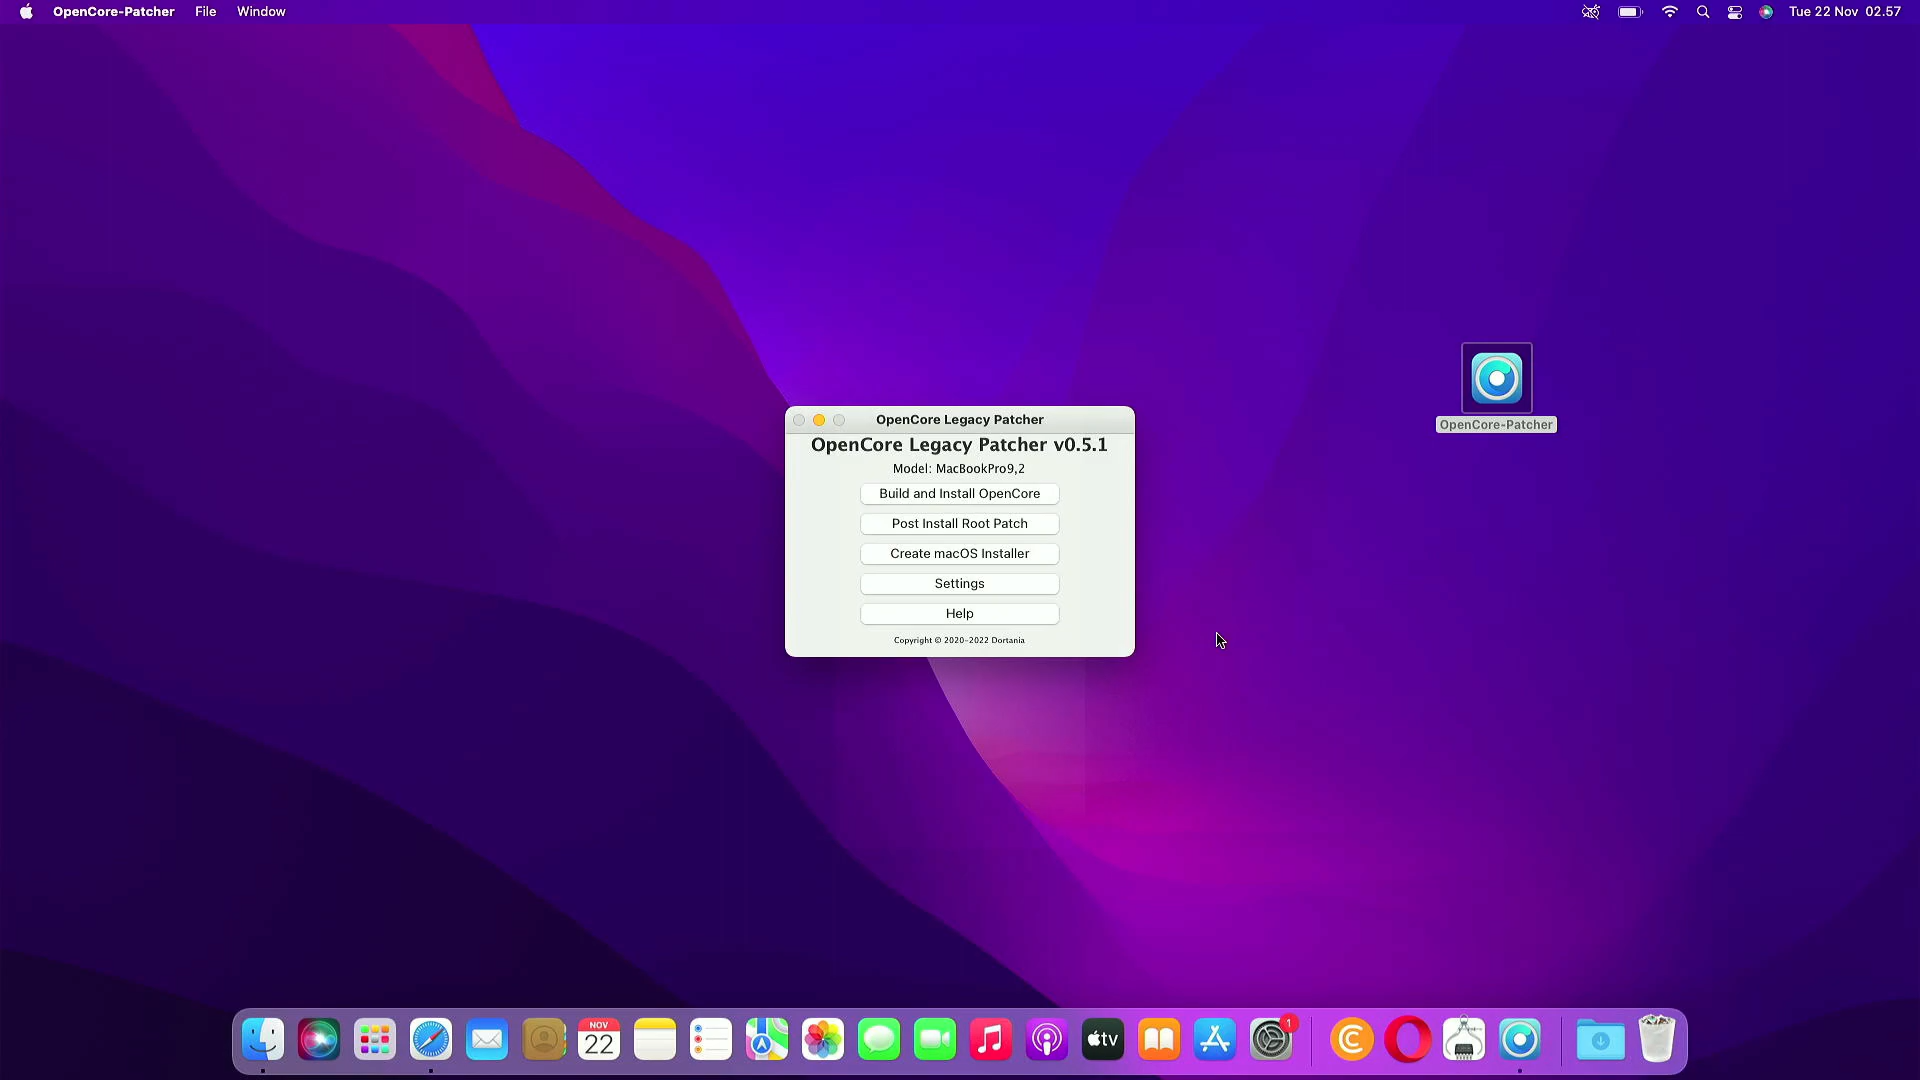 OpenCore-Patcher File Window Tue 22 Nov 02.57
OpenCore-Patcher
OpenCore Legacy Patcher
OpenCore Legacy Patcher v0.5.1
Model: MacBookPro9,2
Build and Install OpenCore
Post Install Root Patch
Create macOS Installer
Settings
Help
Copyright © 2020-2022 Dortania
NOV
22
tv
1